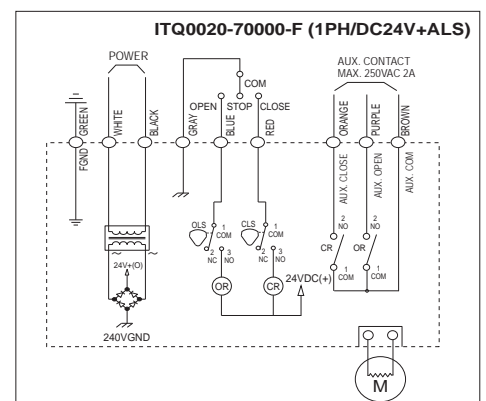 ITQ0020-70000-F (1PH/DC24V+ALS)
POWER
AUX. CONTACT
MAX. 250VAC 2A
COM
OPEN STOP CLOSE
GREEN
WHITE
BLACK
GRAY
BLUE
RED
ORANGE
PURPLE
BROWN
FGND
AUX. CLOSE
AUX. OPEN
AUX. COM
OLS
1
COM
2
NC
3
NO
CLS
1
COM
2
NC
3
NO
2
NO
CR
1
COM
2
NO
OR
1
COM
~ ~
24V+(O)
240VGND
OR
CR
24VDC(+)
M